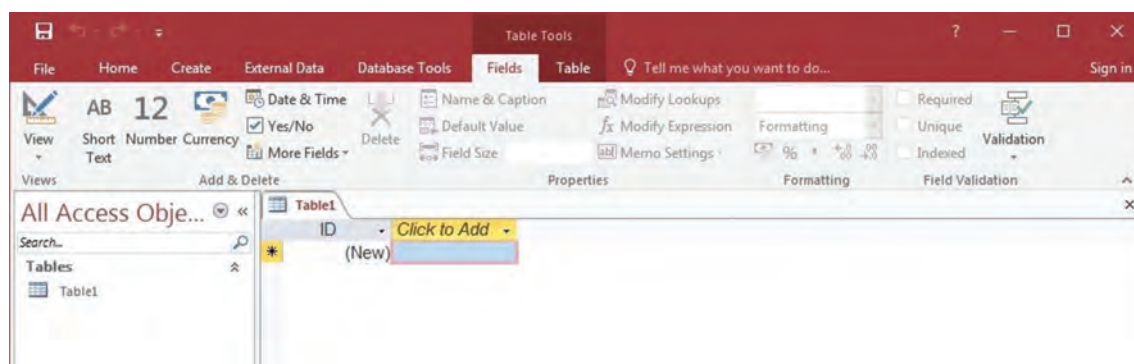 Table Tools ?
File Home Create External Data Database Tools Fields Table Tell me what you want to do... Sign in
View
AB Short Text
12 Number
Currency
Date & Time
Yes/No
More Fields
Delete
Name & Caption
Default Value
Field Size
Modify Lookups
fx Modify Expression
ab Memo Settings
Formatting
%
Required
Unique
Indexed
Validation
Views Add & Delete Properties Formatting Field Validation
All Access Obje... «
Search...
Tables
Table1
Table1
ID Click to Add
* (New)